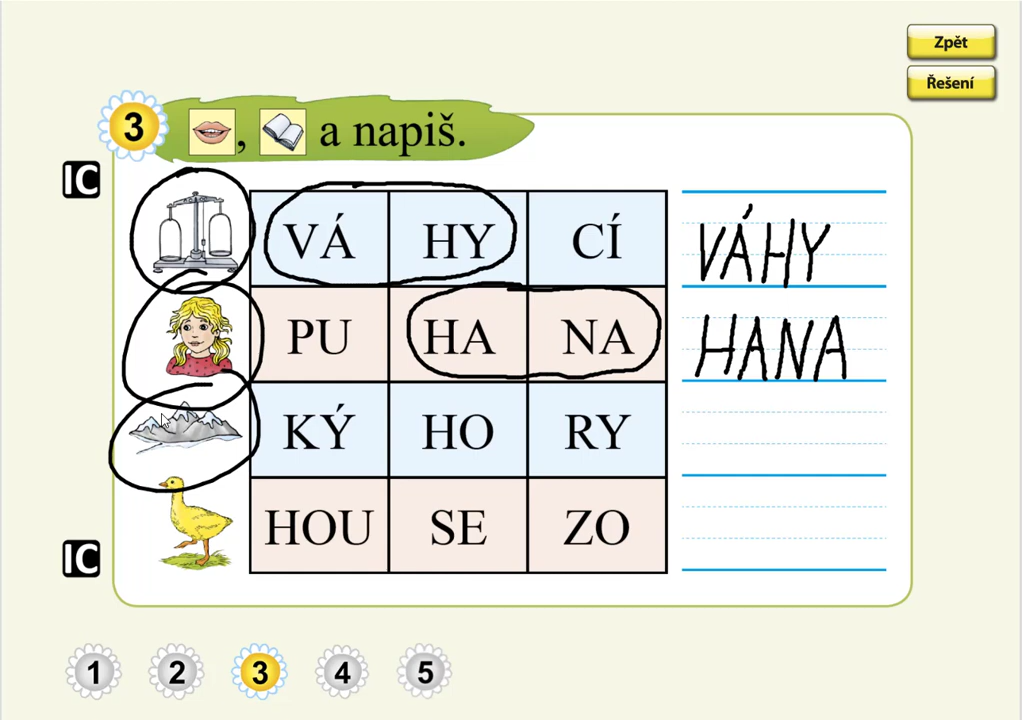 Zpět
Řešení
3 , a napiš.
IC
VÁ HY CÍ VÁHY
PU HA NA HANA
KÝ HO RY
HOU SE ZO
IC
1 2 3 4 5